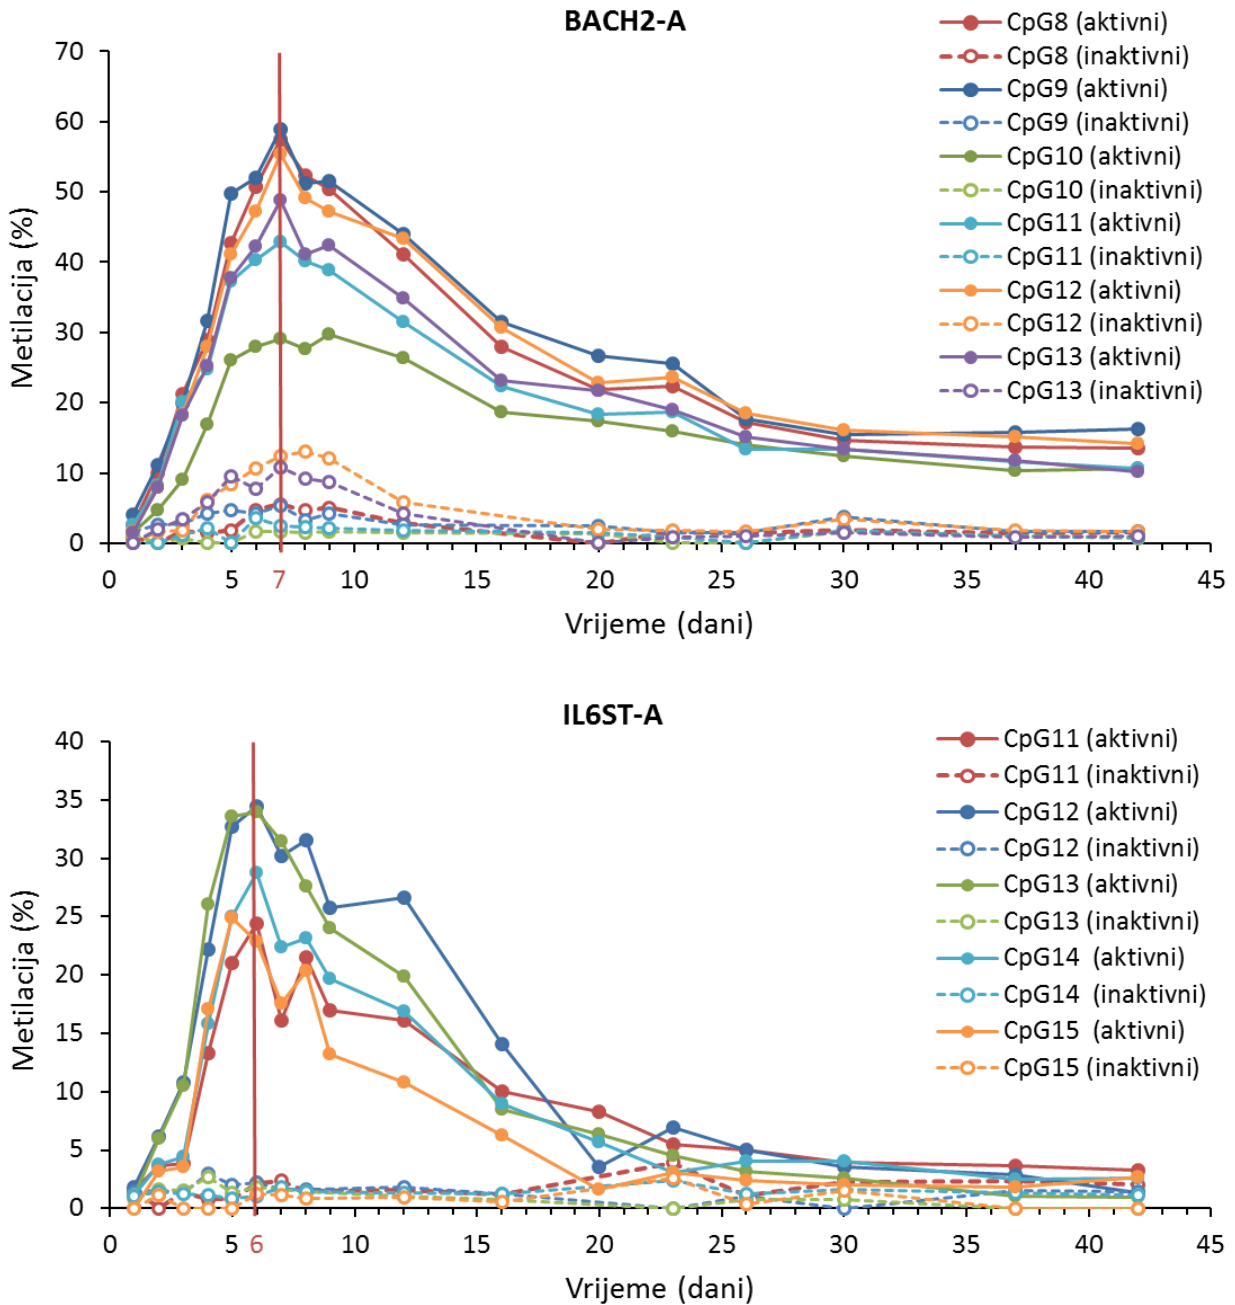 BACH2-A
CpG8 (aktivni)
CpG8 (inaktivni)
CpG9 (aktivni)
CpG9 (inaktivni)
CpG10 (aktivni)
CpG10 (inaktivni)
CpG11 (aktivni)
CpG11 (inaktivni)
CpG12 (aktivni)
CpG12 (inaktivni)
CpG13 (aktivni)
CpG13 (inaktivni)
Metilacija (%)
70
60
50
40
30
20
10
0
0 5 7 10 15 20 25 30 35 40 45
Vrijeme (dani)
IL6ST-A
CpG11 (aktivni)
CpG11 (inaktivni)
CpG12 (aktivni)
CpG12 (inaktivni)
CpG13 (aktivni)
CpG13 (inaktivni)
CpG14 (aktivni)
CpG14 (inaktivni)
CpG15 (aktivni)
CpG15 (inaktivni)
Metilacija (%)
40
35
30
25
20
15
10
5
0
0 5 6 10 15 20 25 30 35 40 45
Vrijeme (dani)